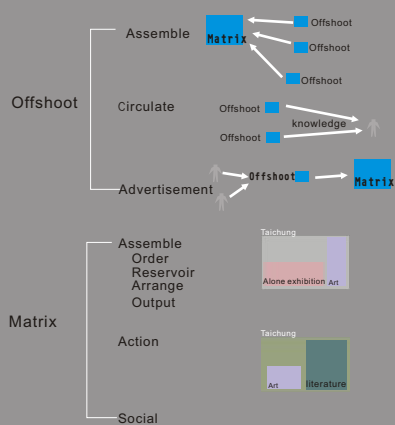 Assemble
Matrix
Offshoot
Offshoot
Offshoot
Offshoot
Circulate
Offshoot
knowledge
Offshoot
Advertisement
Offshoot
Matrix
Matrix
Assemble
Order
Reservoir
Arrange
Output
Taichung
Alone exhibition
Art
Action
Taichung
Art
literature
Social